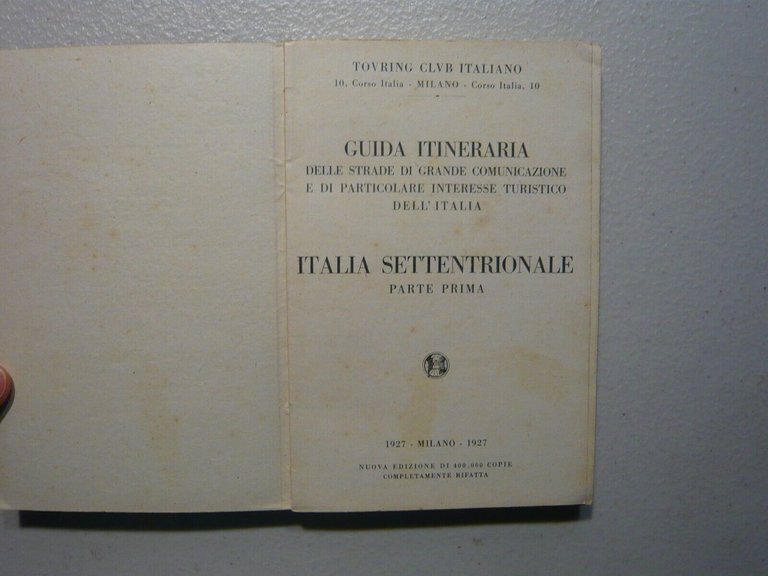 TOVRING CLVB ITALIANO
10, Corso Italia - MILANO - Corso Italia, 10
GUIDA ITINERARIA
DELLE STRADE DI GRANDE COMUNICAZIONE
E DI PARTICOLARE INTERESSE TURISTICO
DELL'ITALIA
ITALIA SETTENTRIONALE
PARTE PRIMA
1927 - MILANO - 1927
NUOVA EDIZIONE DI 400.000 COPIE
COMPLETAMENTE RIFATTA